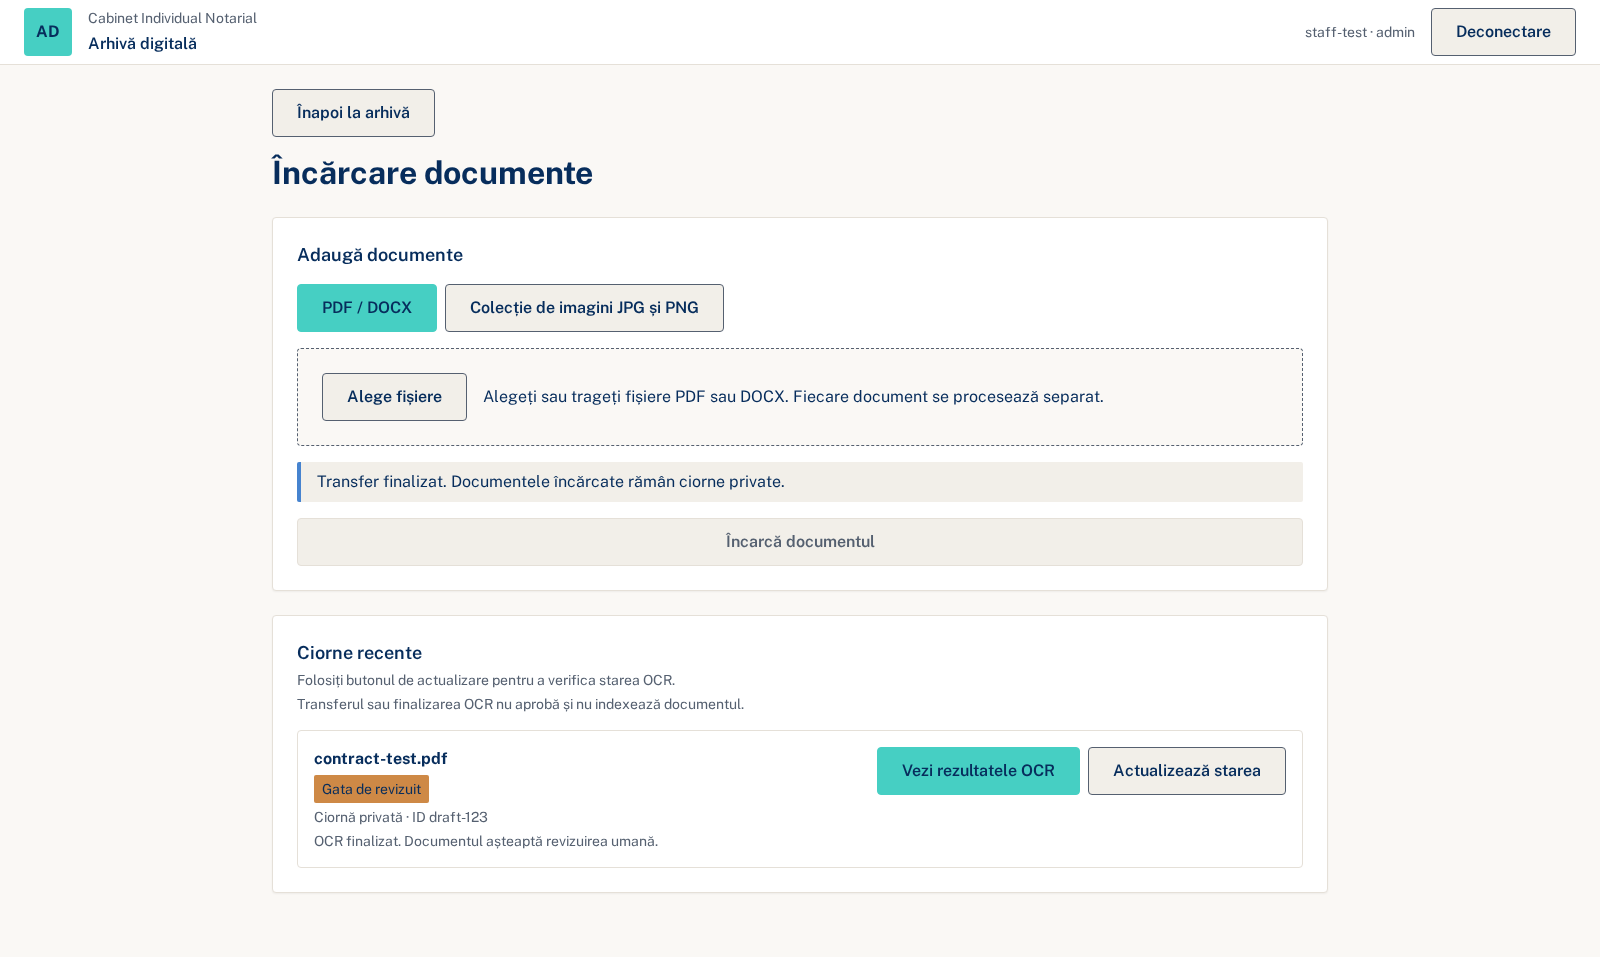 AD
Cabinet Individual Notarial
Arhivă digitală
staff-test · admin
Deconectare
Înapoi la arhivă
Încărcare documente
Adaugă documente
PDF / DOCX
Colecție de imagini JPG și PNG
Alege fișiere
Alegeți sau trageți fișiere PDF sau DOCX. Fiecare document se procesează separat.
Transfer finalizat. Documentele încărcate rămân ciorne private.
Încarcă documentul
Ciorne recente
Folosiți butonul de actualizare pentru a verifica starea OCR.
Transferul sau finalizarea OCR nu aprobă și nu indexează documentul.
contract-test.pdf
Gata de revizuit
Ciornă privată · ID draft-123
OCR finalizat. Documentul așteaptă revizuirea umană.
Vezi rezultatele OCR
Actualizează starea